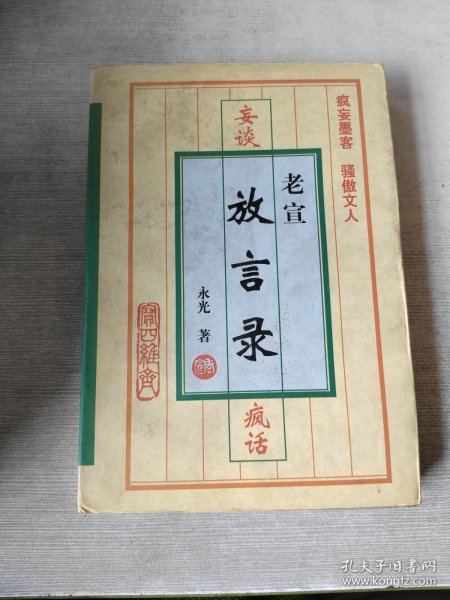 疯妄墨客 骚傲文人
妄谈
老宣
放言录
永光 著
疯话
孔夫子旧书网
www.kongfz.com